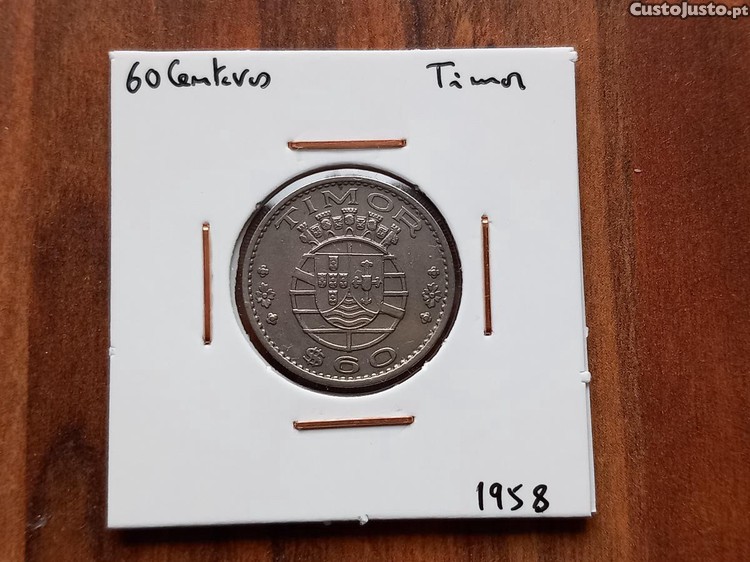 CustoJusto.pt
60 Centavos Timor
TIMOR
$60
1958